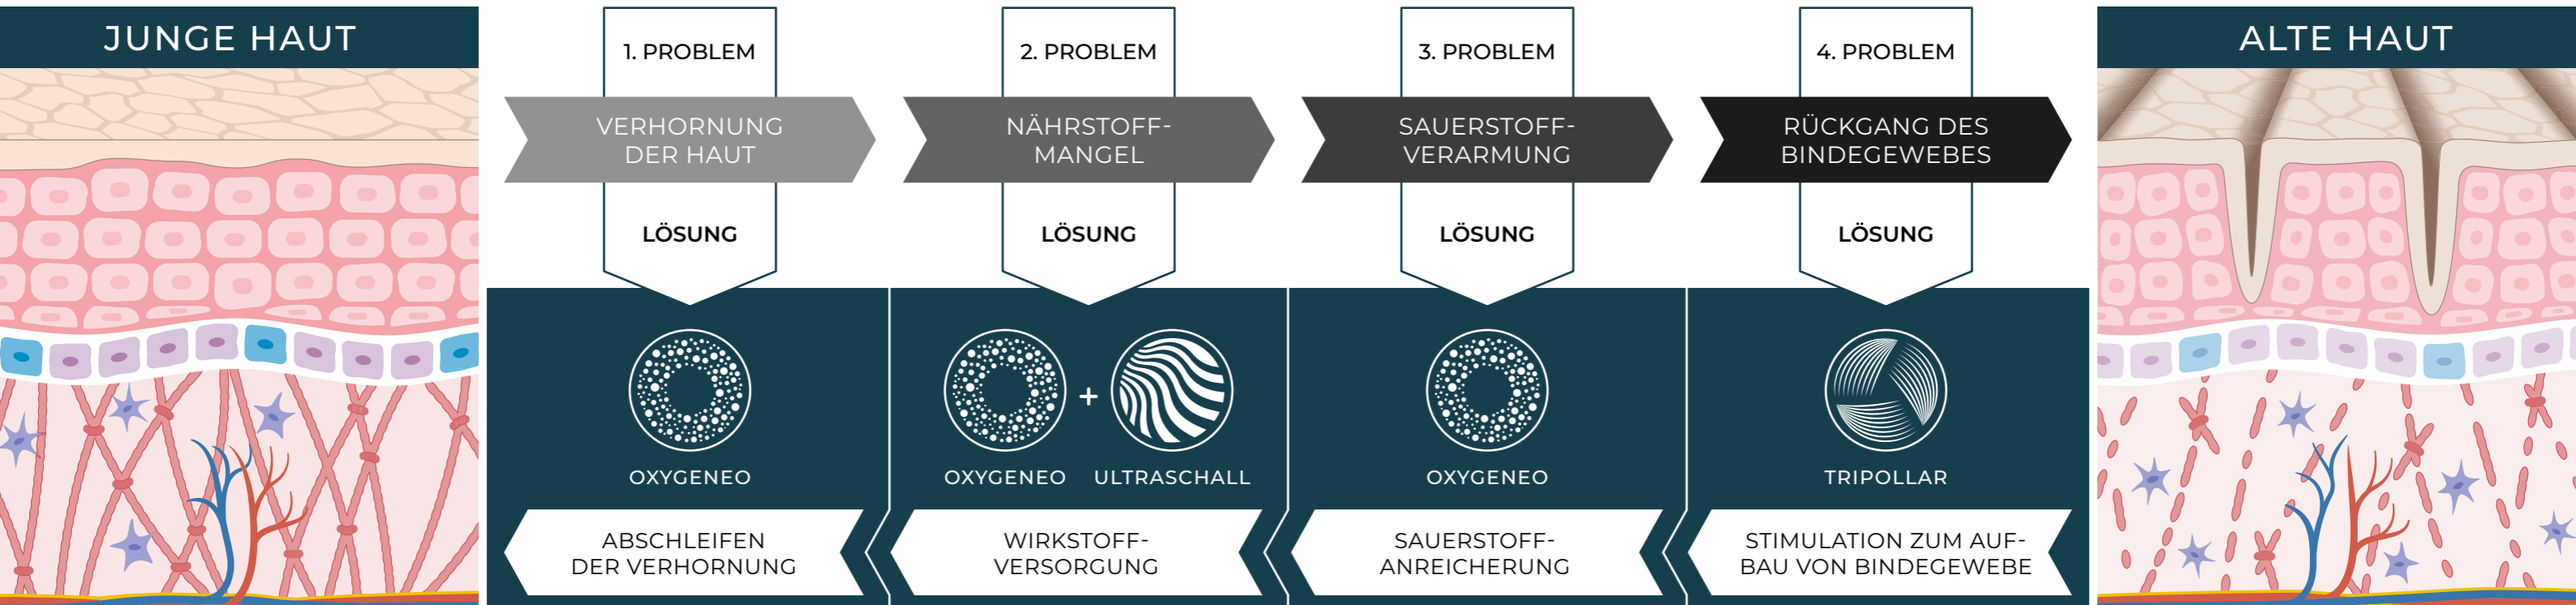 JUNGE HAUT
1. PROBLEM
VERHORNUNG
DER HAUT
LÖSUNG
OXYGENEO
ABSCHLEIFEN
DER VERHORNUNG
2. PROBLEM
NÄHRSTOFF-
MANGEL
LÖSUNG
OXYGENEO + ULTRASCHALL
WIRKSTOFF-
VERSORGUNG
3. PROBLEM
SAUERSTOFF-
VERARMUNG
LÖSUNG
OXYGENEO
SAUERSTOFF-
ANREICHERUNG
4. PROBLEM
RÜCKGANG DES
BINDEGEWEBES
LÖSUNG
TRIPOLLAR
STIMULATION ZUM AUF-
BAU VON BINDEGEWEBE
ALTE HAUT